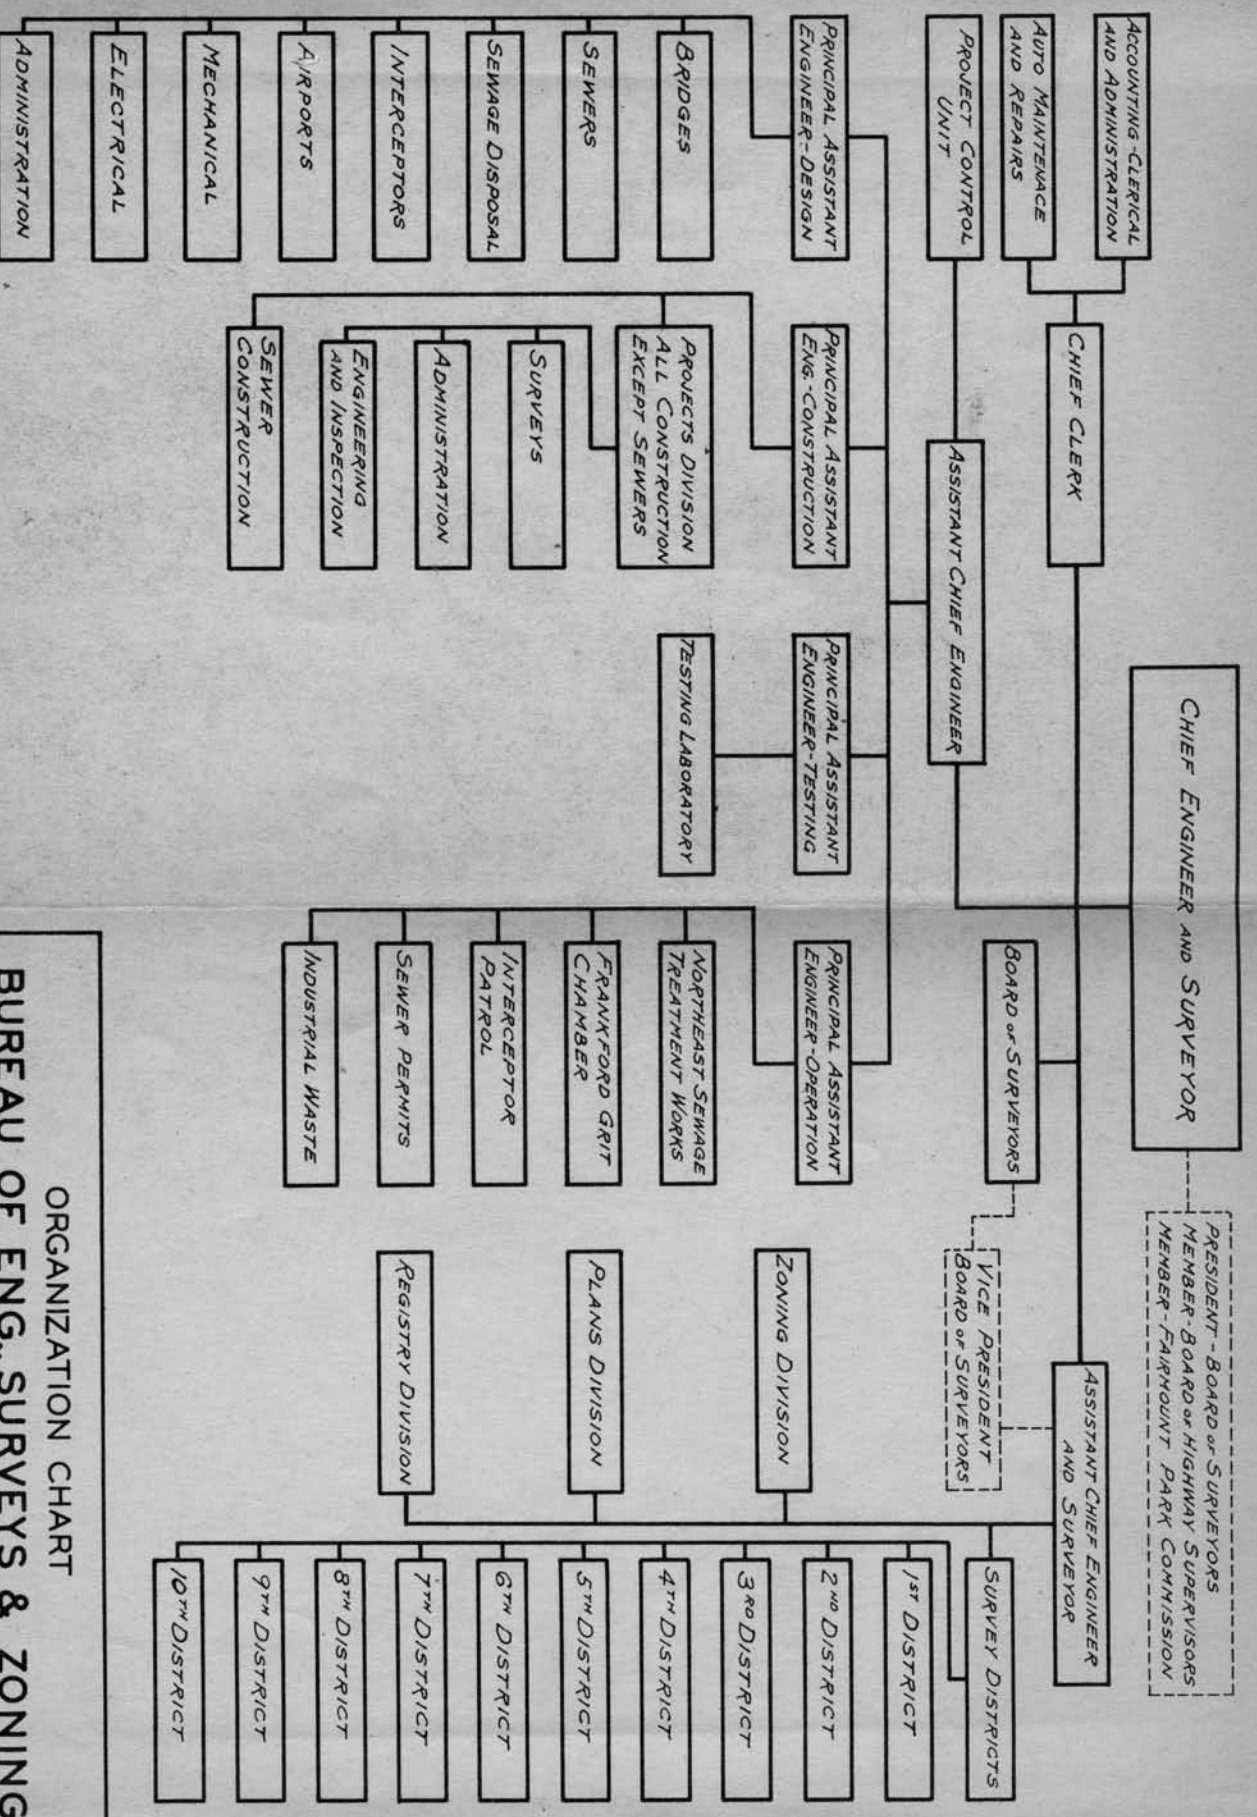 CHIEF ENGINEER AND SURVEYOR
PRESIDENT-BOARD OF SURVEYORS
MEMBER-BOARD OF HIGHWAY SUPERVISORS
MEMBER-FAIRMOUNT PARK COMMISSION
ACCOUNTING-CLERICAL
AND ADMINISTRATION
AUTO MAINTENACE
AND REPAIRS
CHIEF CLERK
ASSISTANT CHIEF ENGINEER
AND SURVEYOR
PROJECT CONTROL
UNIT
ASSISTANT CHIEF ENGINEER
BOARD OF SURVEYORS
VICE PRESIDENT
BOARD OF SURVEYORS
PRINCIPAL ASSISTANT
ENGINEER-DESIGN
BRIDGES
SEWERS
SEWAGE DISPOSAL
INTERCEPTORS
AIRPORTS
MECHANICAL
ELECTRICAL
ADMINISTRATION
PRINCIPAL ASSISTANT
ENG.-CONSTRUCTION
PROJECTS DIVISION
ALL CONSTRUCTION
EXCEPT SEWERS
SURVEYS
ADMINISTRATION
ENGINEERING
AND INSPECTION
SEWER
CONSTRUCTION
PRINCIPAL ASSISTANT
ENGINEER-TESTING
TESTING LABORATORY
PRINCIPAL ASSISTANT
ENGINEER-OPERATION
NORTHEAST SEWAGE
TREATMENT WORKS
FRANKFORD GRIT
CHAMBER
INTERCEPTOR
PATROL
SEWER PERMITS
INDUSTRIAL WASTE
ZONING DIVISION
PLANS DIVISION
REGISTRY DIVISION
SURVEY DISTRICTS
1ST DISTRICT
2ND DISTRICT
3RD DISTRICT
4TH DISTRICT
5TH DISTRICT
6TH DISTRICT
7TH DISTRICT
8TH DISTRICT
9TH DISTRICT
10TH DISTRICT
ORGANIZATION CHART
BUREAU OF ENG., SURVEYS & ZONING